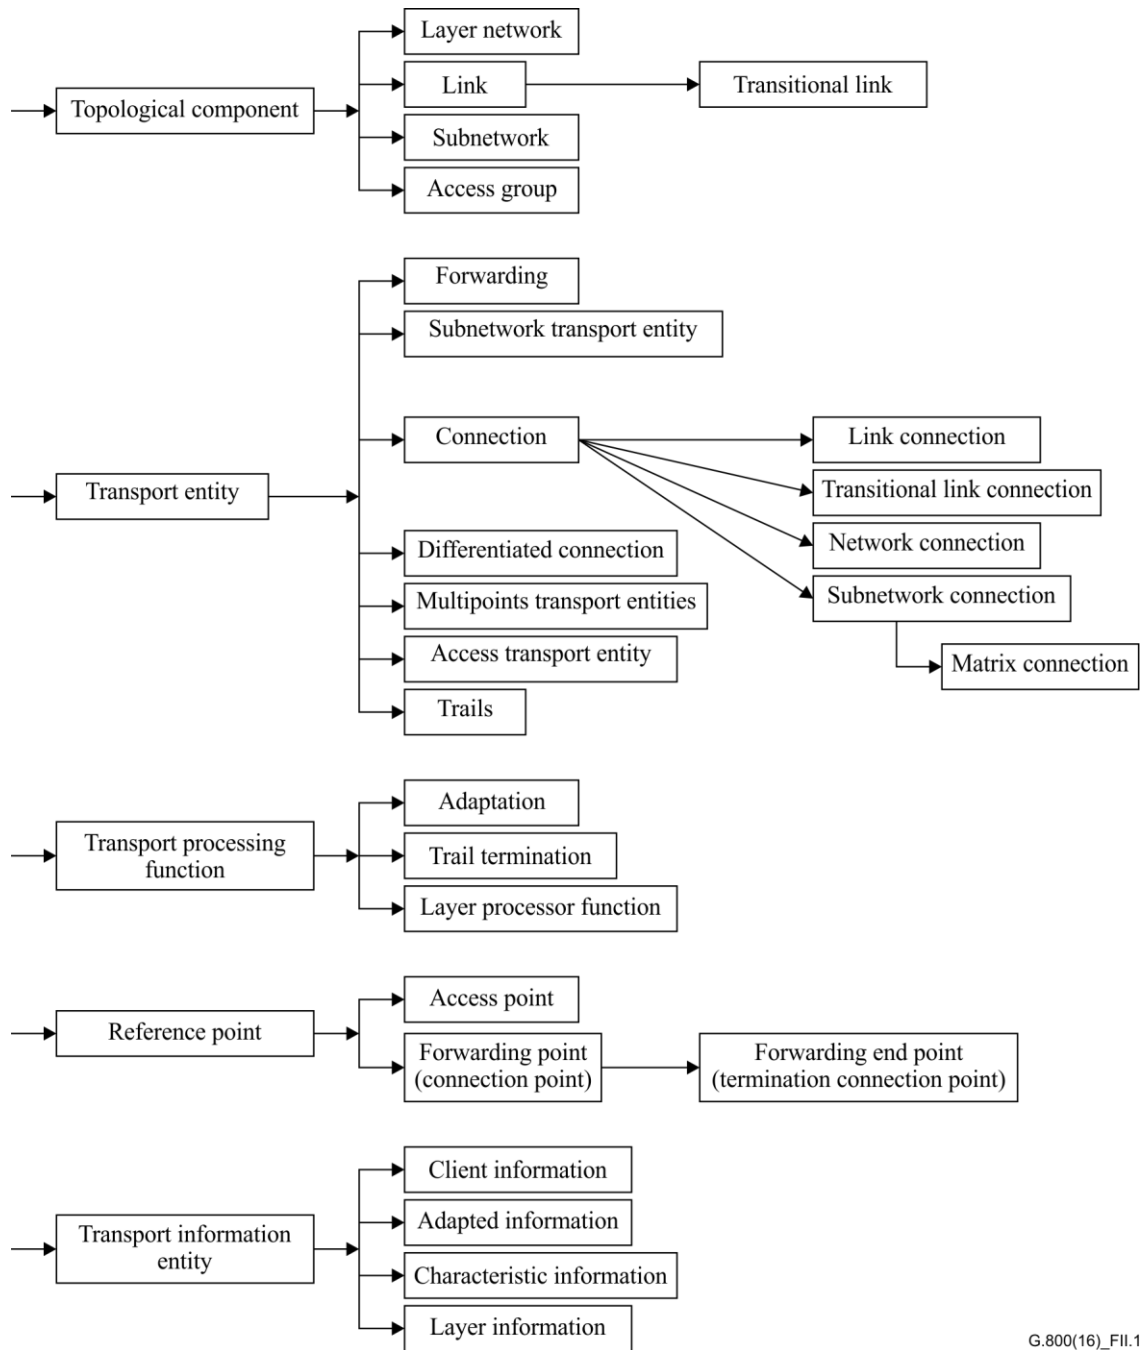 Layer network
Link
Transitional link
Topological component
Subnetwork
Access group
Forwarding
Subnetwork transport entity
Connection
Link connection
Transport entity
Transitional link connection
Network connection
Differentiated connection
Subnetwork connection
Multipoints transport entities
Access transport entity
Matrix connection
Trails
Adaptation
Transport processing
function
Trail termination
Layer processor function
Access point
Reference point
Forwarding point
(connection point)
Forwarding end point
(termination connection point)
Client information
Adapted information
Transport information
entity
Characteristic information
Layer information
G.800(16)_FII.1